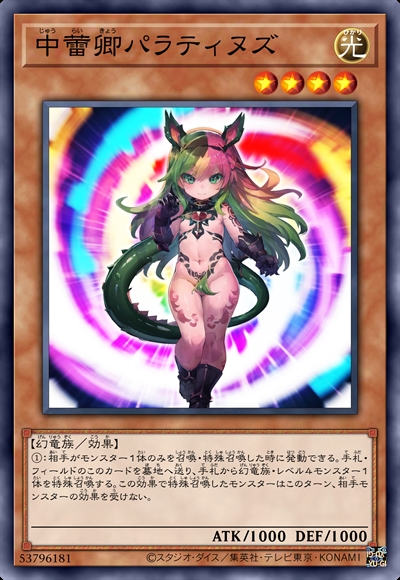 中蕾卿パラティヌズ
光
【幻竜族／効果】
①：相手がモンスター1体のみを召喚・特殊召喚した時に発動できる。手札・
フィールドのこのカードを墓地へ送り、手札から幻竜族・レベル4モンスター1
体を特殊召喚する。この効果で特殊召喚したモンスターはこのターン、相手モ
ンスターの効果を受けない。
ATK/1000 DEF/1000
53796181
©スタジオ・ダイス／集英社・テレビ東京・KONAMI